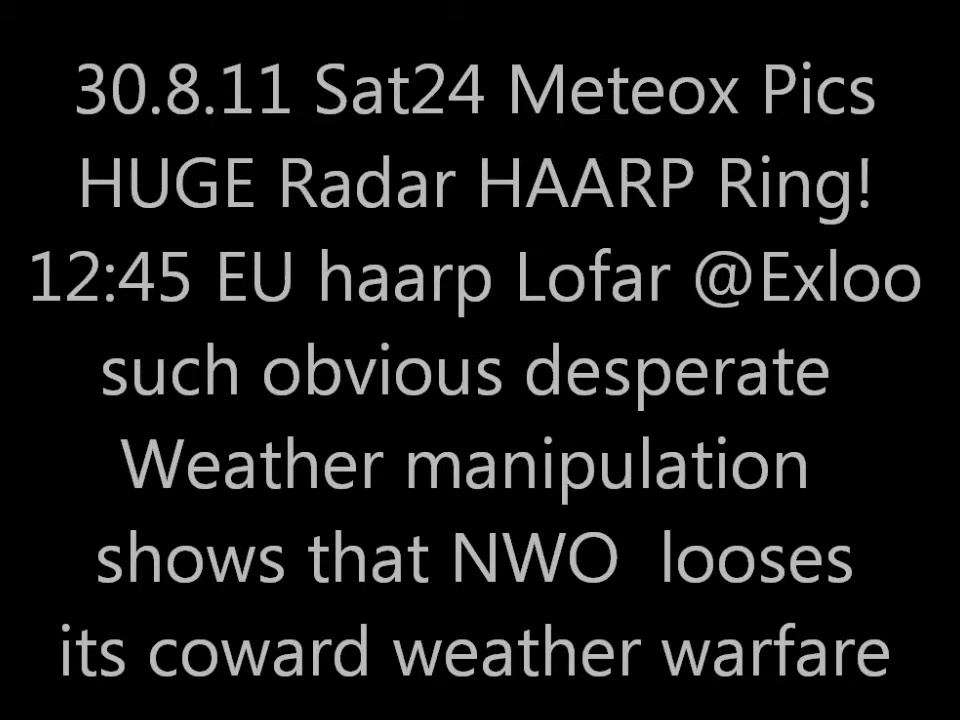 30.8.11 Sat24 Meteox Pics
HUGE Radar HAARP Ring!
12:45 EU haarp Lofar @Exloo
such obvious desperate
Weather manipulation
shows that NWO looses
its coward weather warfare